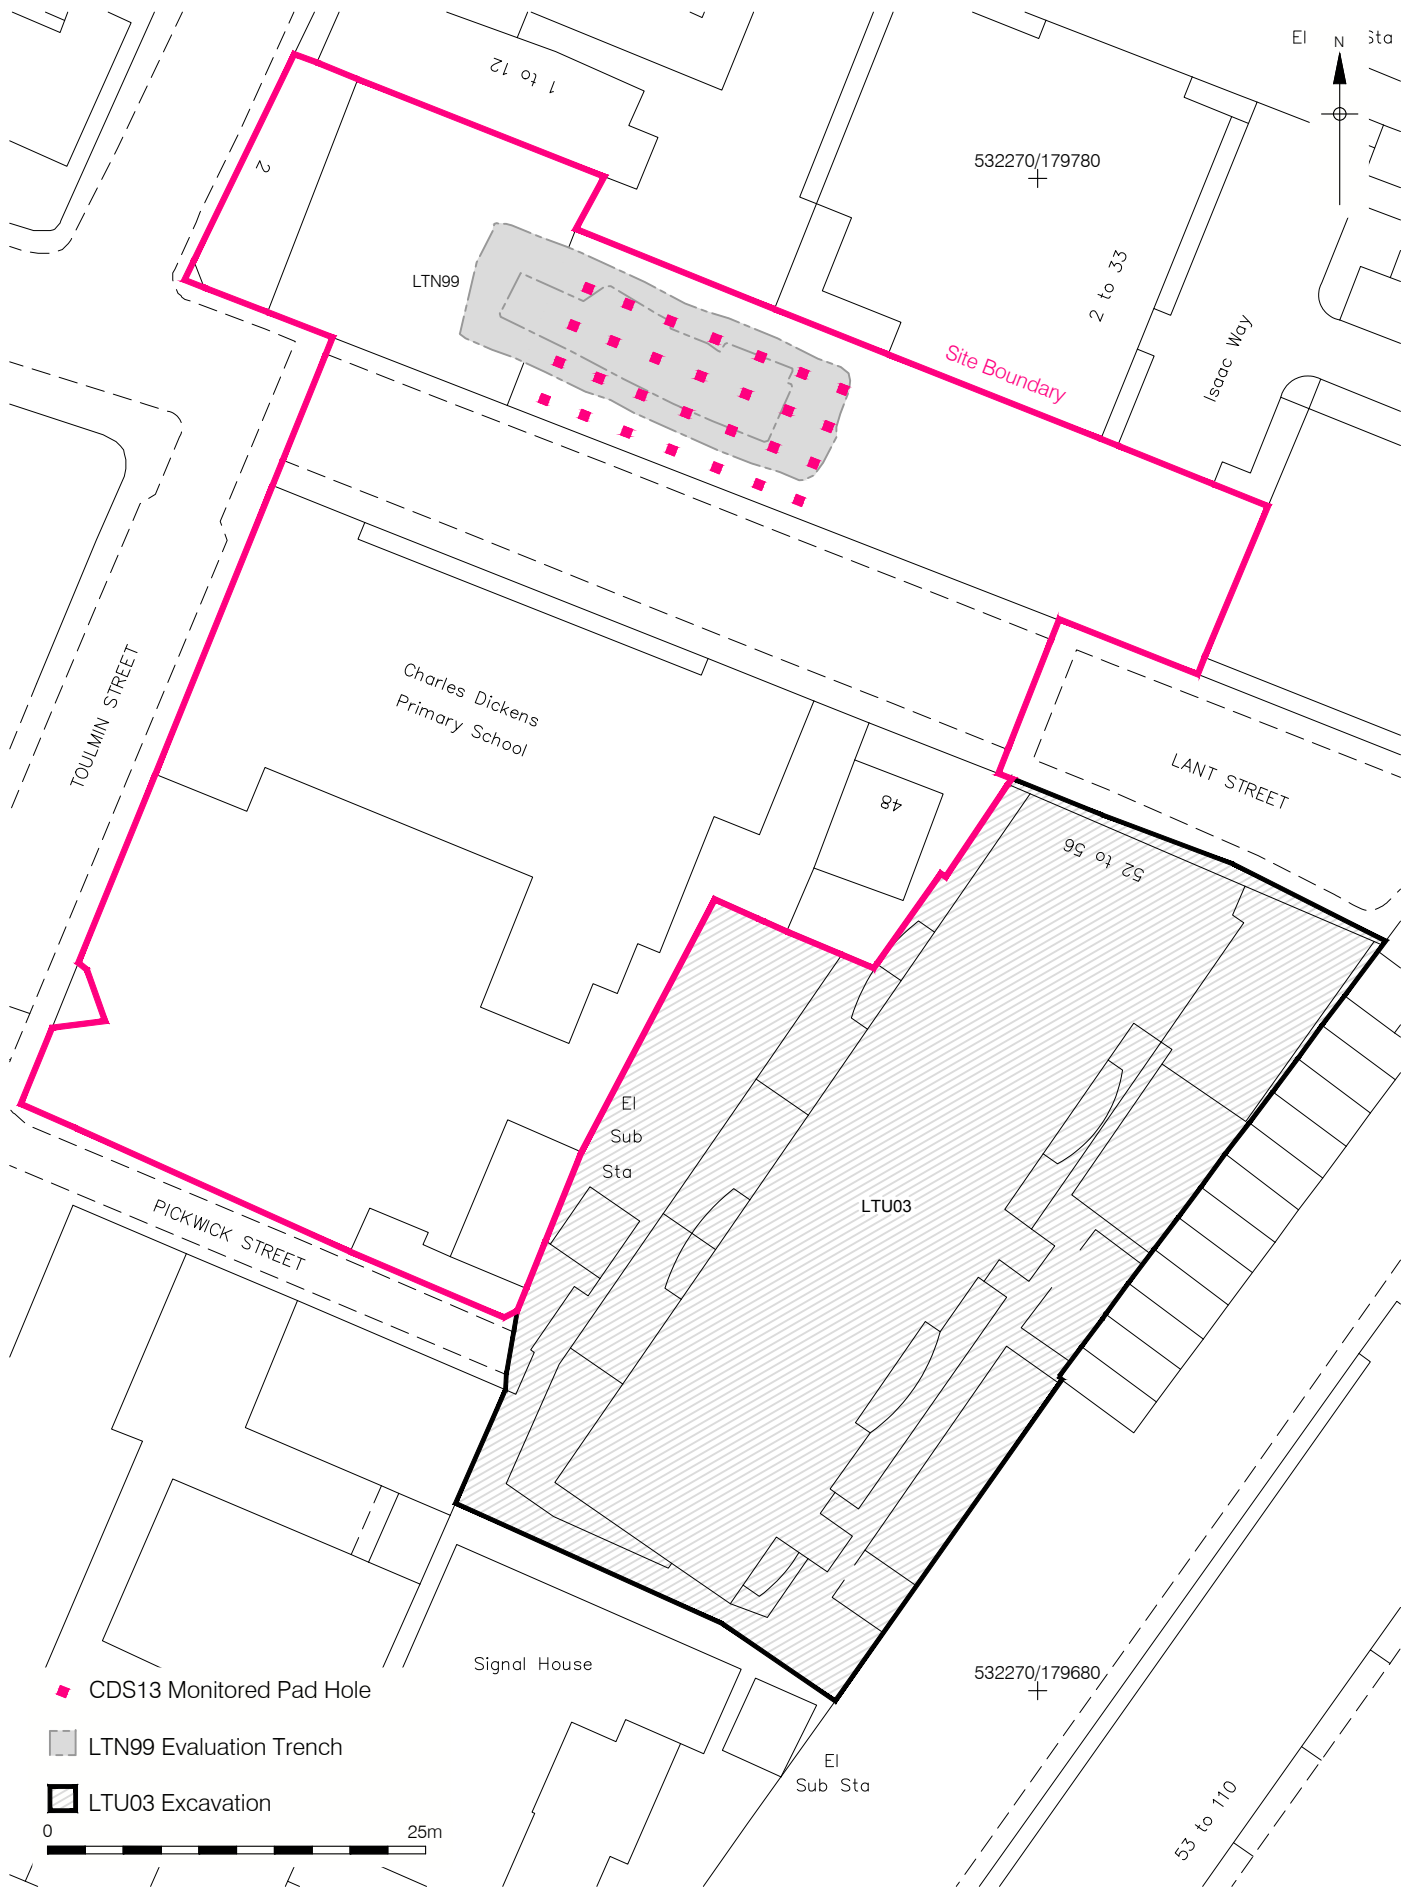 El Sta
N
1 to 12
2
532270/179780
LTN99
2 to 33
Isaac Way
Site Boundary
Charles Dickens
Primary School
TOULMIN STREET
LANT STREET
48
52 to 56
El
Sub
Sta
LTU03
PICKWICK STREET
Signal House
532270/179680
El
Sub Sta
53 to 110
CDS13 Monitored Pad Hole
LTN99 Evaluation Trench
LTU03 Excavation
0 25m